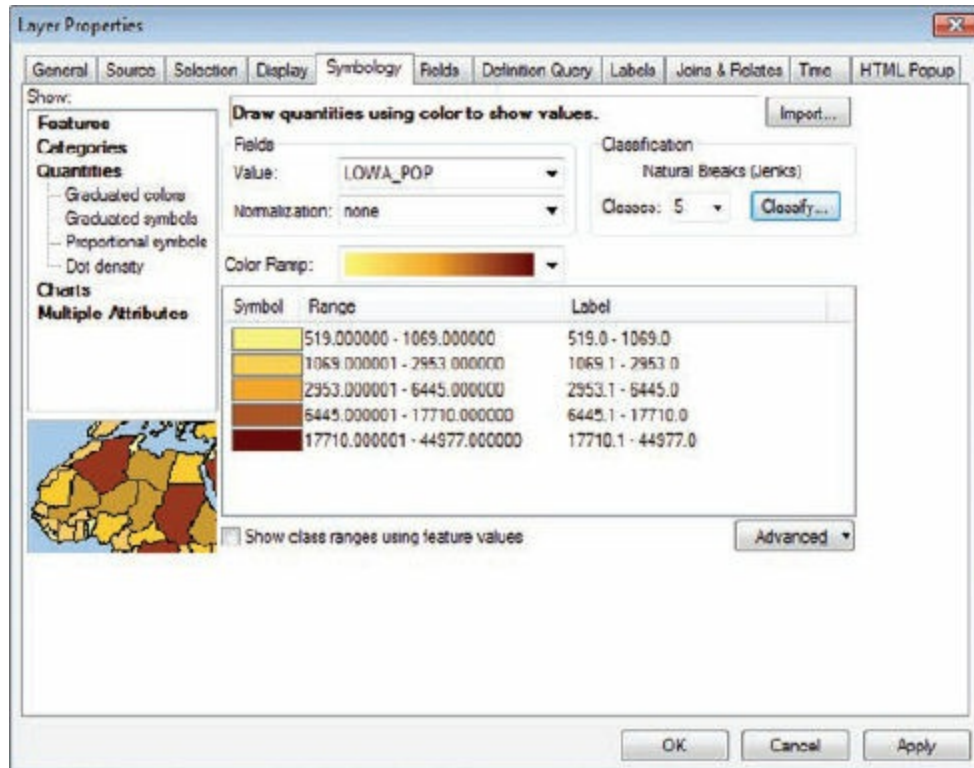 Layer Properties
General Source Selection Display Symbology Fields Definition Query Labels Joins & Relates Time HTML Popup
Show:
Features
Categories
Quantities
Graduated colors
Graduated symbols
Proportional symbols
Dot density
Charts
Multiple Attributes
Draw quantities using color to show values.
Import...
Fields
Value: LOWA_POP
Normalization: none
Classification
Natural Breaks (Jenks)
Classes: 5 Classify...
Color Ramp:
Symbol Range Label
519.000000 - 1069.000000 519.0 - 1069.0
1069.000001 - 2953.000000 1069.1 - 2953.0
2953.000001 - 6445.000000 2953.1 - 6445.0
6445.000001 - 17710.000000 6445.1 - 17710.0
17710.000001 - 44977.000000 17710.1 - 44977.0
Show class ranges using feature values
Advanced
OK Cancel Apply